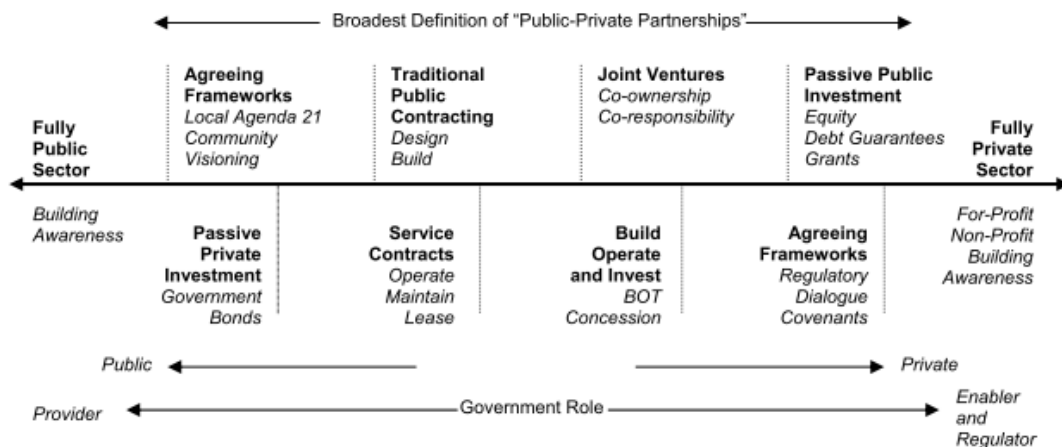 Broadest Definition of “Public-Private Partnerships”
Agreeing
Frameworks
Local Agenda 21
Community
Visioning
Traditional
Public
Contracting
Design
Build
Joint Ventures
Co-ownership
Co-responsibility
Passive Public
Investment
Equity
Debt Guarantees
Grants
Fully
Public
Sector
Fully
Private
Sector
Building
Awareness
Passive
Private
Investment
Government
Bonds
Service
Contracts
Operate
Maintain
Lease
Build
Operate
and Invest
BOT
Concession
Agreeing
Frameworks
Regulatory
Dialogue
Covenants
For-Profit
Non-Profit
Building
Awareness
Public
Private
Provider
Government Role
Enabler
and
Regulator